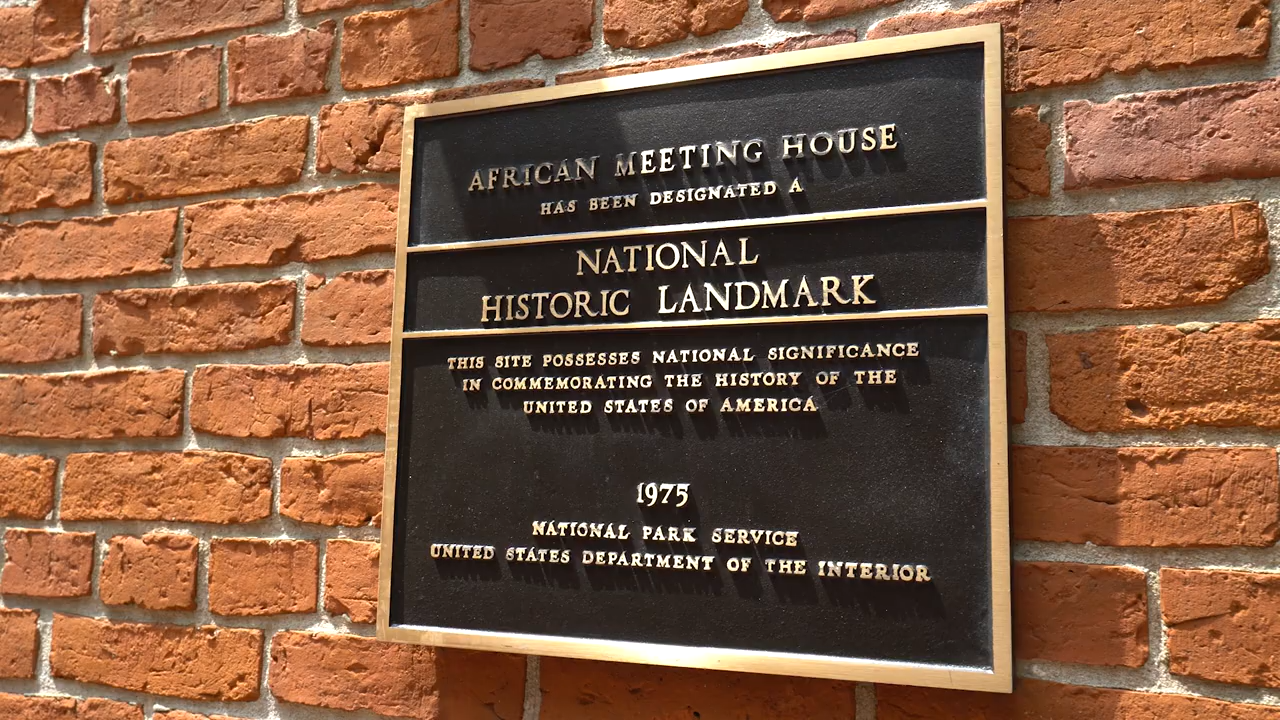 AFRICAN MEETING HOUSE
HAS BEEN DESIGNATED A
NATIONAL
HISTORIC LANDMARK
THIS SITE POSSESSES NATIONAL SIGNIFICANCE
IN COMMEMORATING THE HISTORY OF THE
UNITED STATES OF AMERICA
1975
NATIONAL PARK SERVICE
UNITED STATES DEPARTMENT OF THE INTERIOR